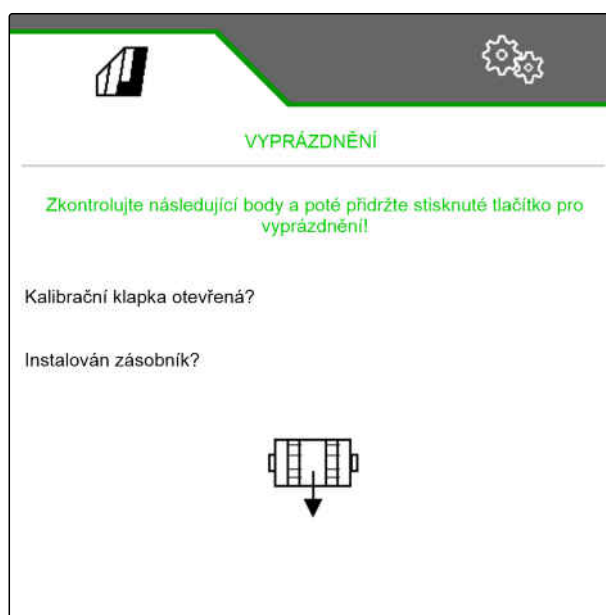 VYPRÁZDNĚNÍ
Zkontrolujte následující body a poté přidržte stisknuté tlačítko pro
vyprázdnění!
Kalibrační klapka otevřená?
Instalován zásobník?